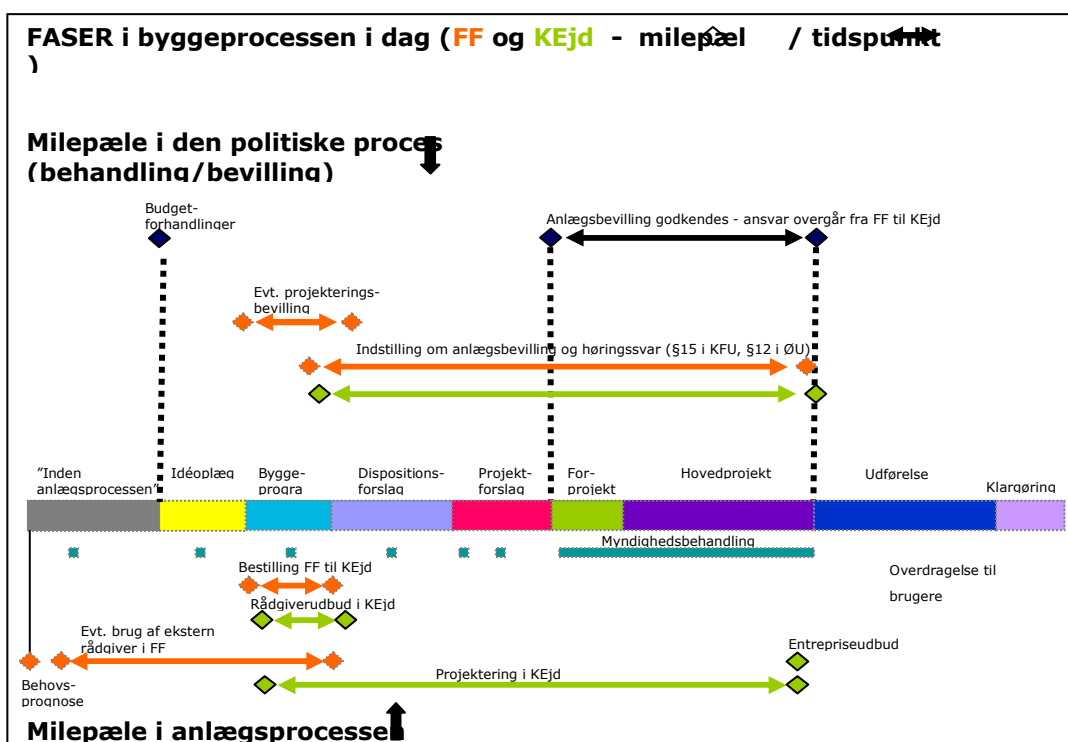 FASER i byggeprocessen i dag (FF og KEjd - milepæl / tidspunkt
)
Milepæle i den politiske proces
(behandling/bevilling)
Budget-
forhandlinger
Anlægsbevilling godkendes - ansvar overgår fra FF til KEjd
Evt. projekterings-
bevilling
Indstilling om anlægsbevilling og høringssvar (§15 i KFU, §12 i ØU)
"Inden
anlægsprocessen"
Idéoplæg
Bygge-
progra
Dispositions-
forslag
Projekt-
forslag
For-
projekt
Hovedprojekt
Udførelse
Klargøring
Myndighedsbehandling
Bestilling FF til KEjd
Overdragelse til
brugere
Rådgiverudbud i KEjd
Evt. brug af ekstern
rådgiver i FF
Entrepriseudbud
Projektering i KEjd
Behovs-
prognose
Milepæle i anlægsprocessen